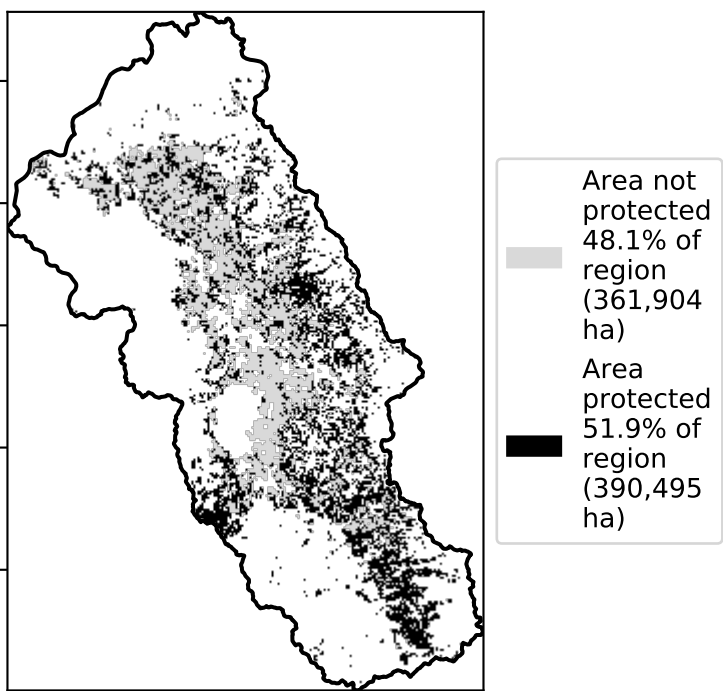 Area not
protected
48.1% of
region
(361,904
ha)
Area
protected
51.9% of
region
(390,495
ha)